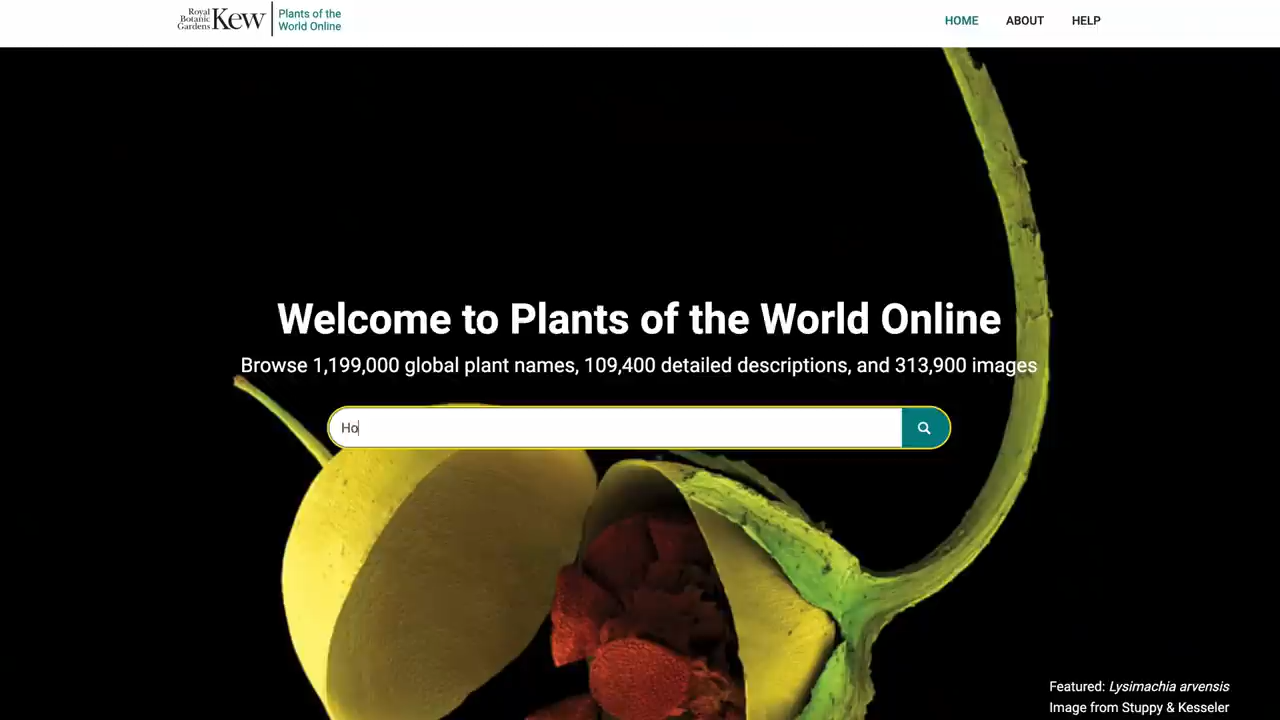 Royal
Botanic
Gardens
Kew
Plants of the
World Online
HOME
ABOUT
HELP
Welcome to Plants of the World Online
Browse 1,199,000 global plant names, 109,400 detailed descriptions, and 313,900 images
Ho
Featured: Lysimachia arvensis
Image from Stuppy & Kesseler